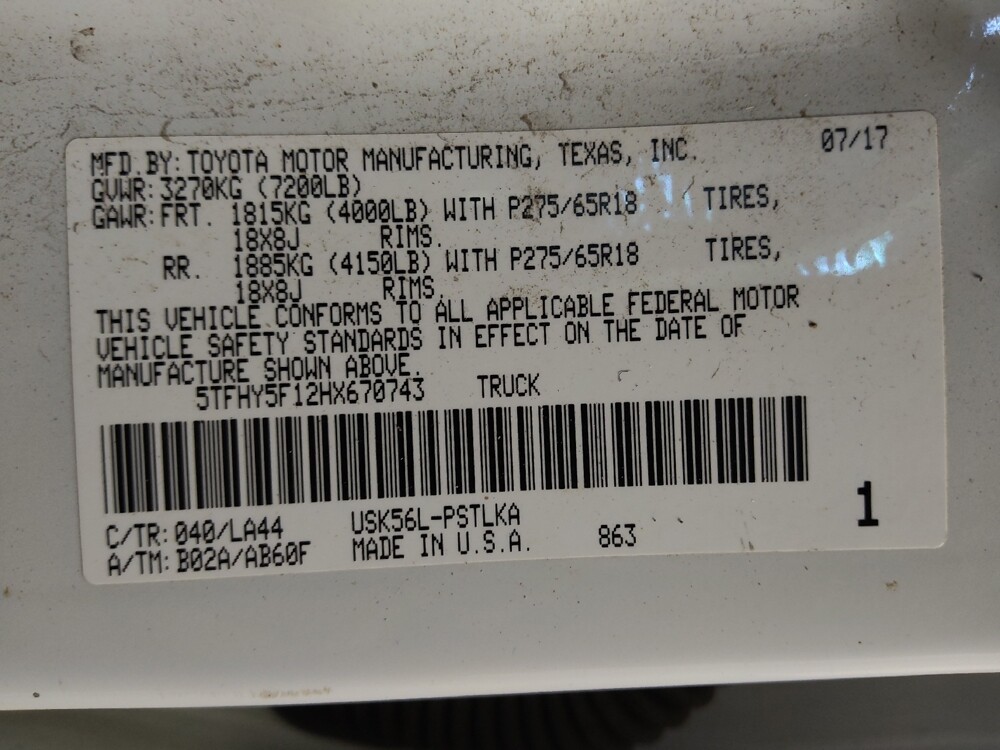 MFD.BY:TOYOTA MOTOR MANUFACTURING, TEXAS, INC. 07/17
GVWR:3270KG (7200LB)
GAWR:FRT. 1815KG (4000LB) WITH P275/65R18 TIRES,
18X8J RIMS.
RR. 1885KG (4150LB) WITH P275/65R18 TIRES,
18X8J RIMS.
THIS VEHICLE CONFORMS TO ALL APPLICABLE FEDERAL MOTOR
VEHICLE SAFETY STANDARDS IN EFFECT ON THE DATE OF
MANUFACTURE SHOWN ABOVE.
5TFHY5F12HX670743 TRUCK
C/TR:040/LA44 USK56L-PSTLKA
A/TM:B02A/AB60F MADE IN U.S.A. 863
1